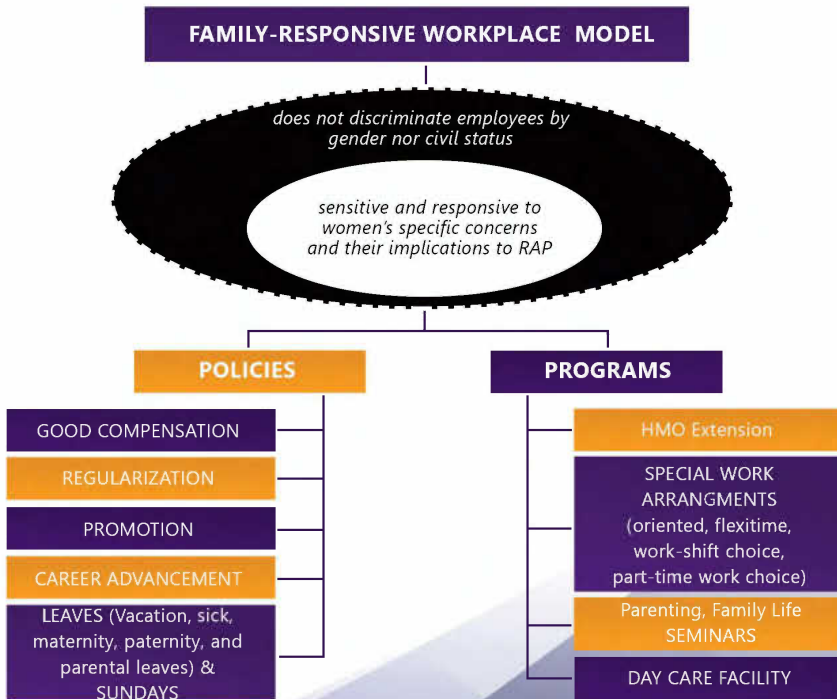 FAMILY-RESPONSIVE WORKPLACE MODEL
does not discriminate employees by
gender nor civil status
sensitive and responsive to
women's specific concerns
and their implications to RAP
POLICIES
GOOD COMPENSATION
REGULARIZATION
PROMOTION
CAREER ADVANCEMENT
LEAVES (Vacation, sick,
maternity, paternity, and
parental leaves) &
SUNDAYS
PROGRAMS
HMO Extension
SPECIAL WORK
ARRANGMENTS
(oriented, flexitime,
work-shift choice,
part-time work choice)
Parenting, Family Life
SEMINARS
DAY CARE FACILITY